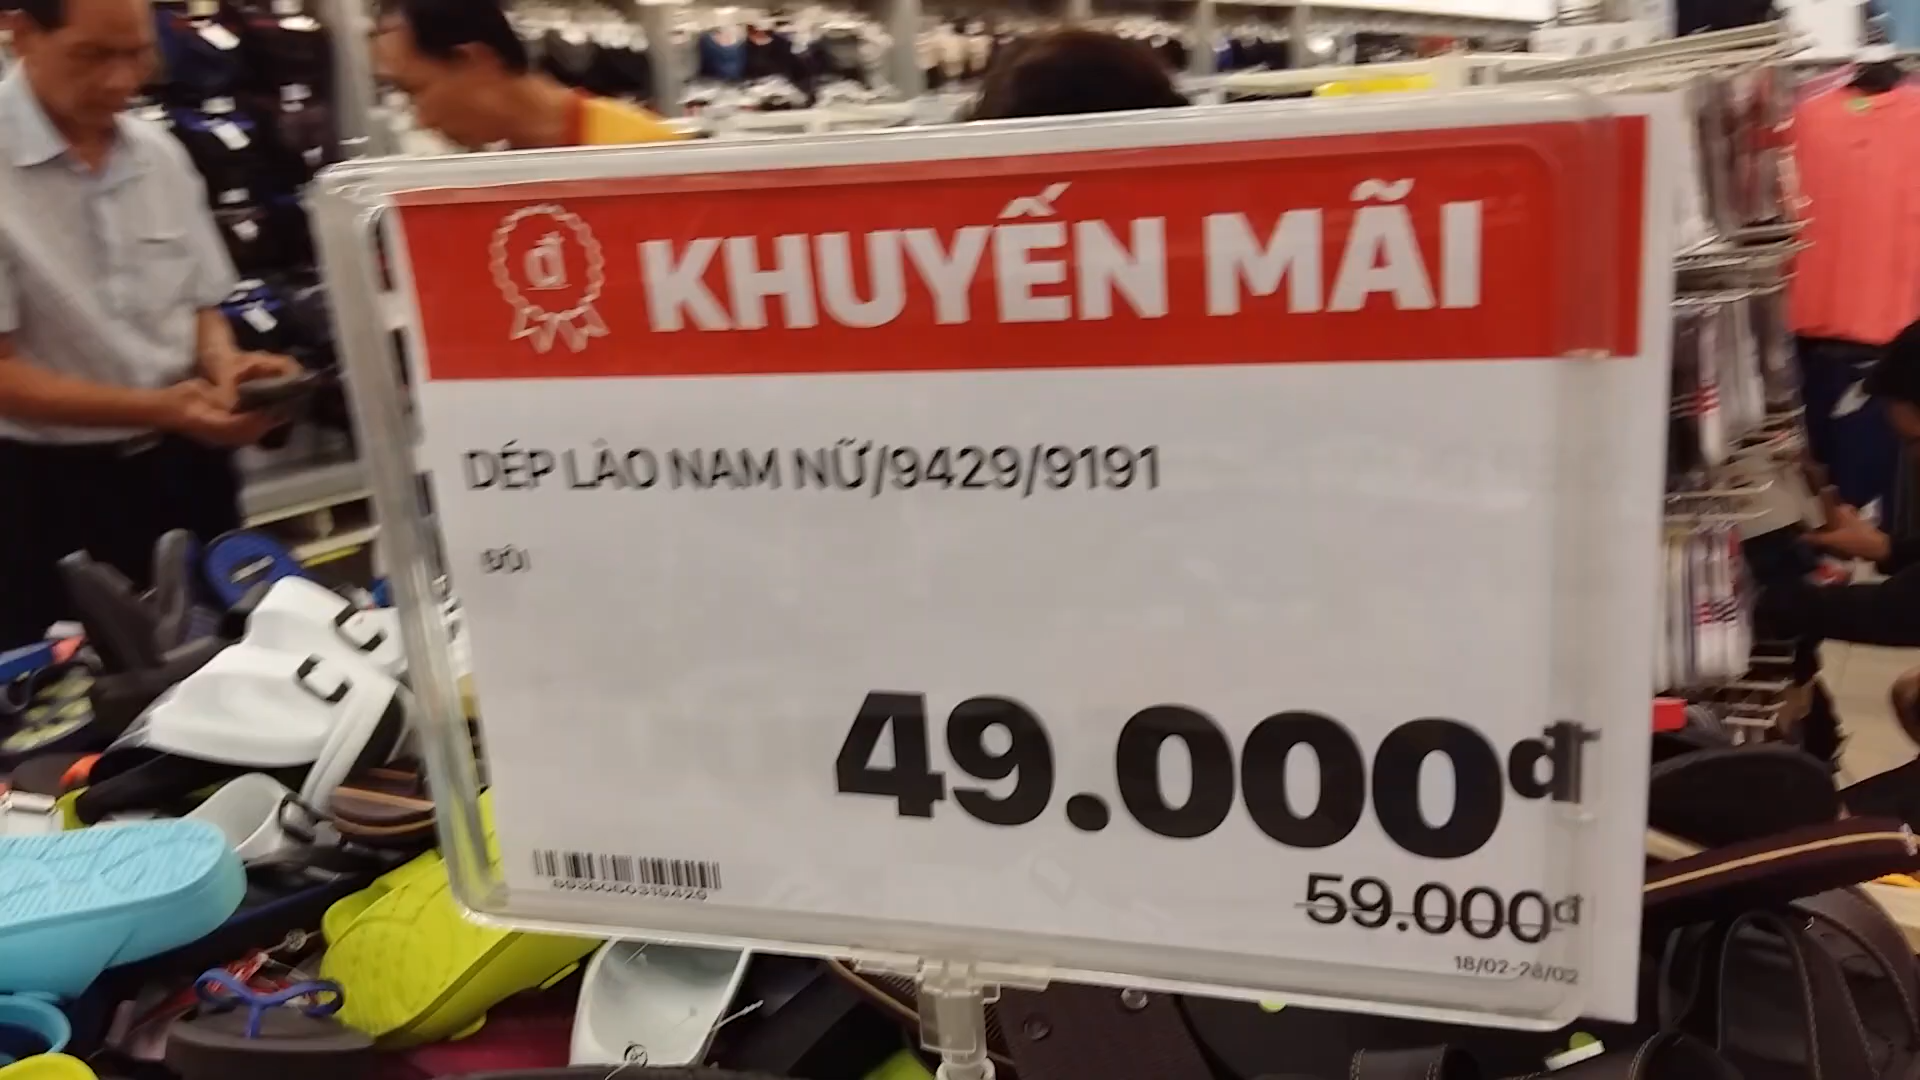 đ
KHUYẾN MÃI
DÉP LÀO NAM NỮ/9429/9191
ĐÔI
49.000đ
59.000đ
18/02-28/02